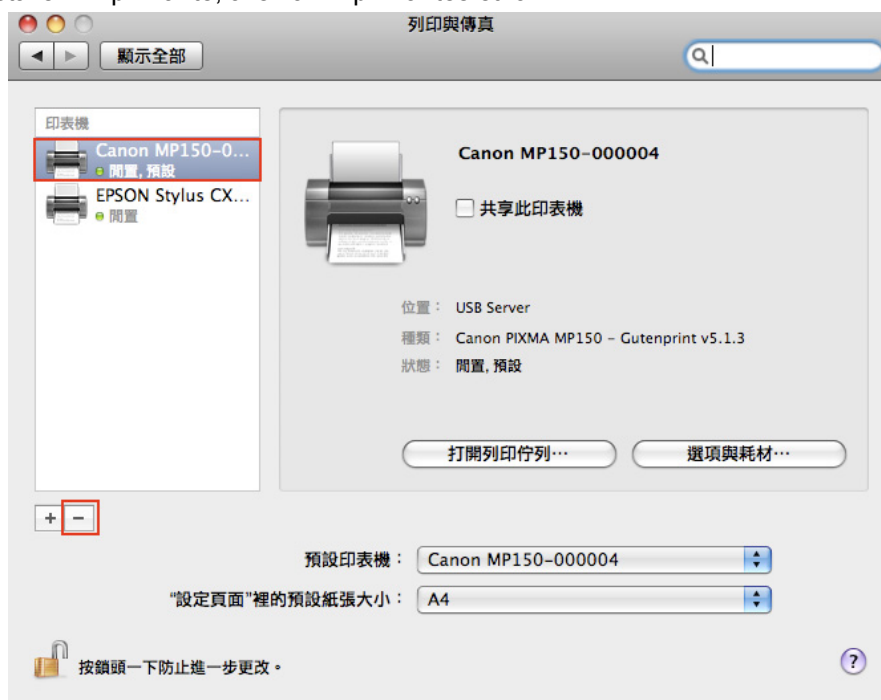 列印與傳真
顯示全部
印表機
Canon MP150-0...
閒置, 預設
EPSON Stylus CX...
閒置
Canon MP150-000004
共享此印表機
位置： USB Server
種類： Canon PIXMA MP150 – Gutenprint v5.1.3
狀態： 閒置, 預設
打開列印佇列… 選項與耗材…
+ −
預設印表機： Canon MP150-000004
“設定頁面”裡的預設紙張大小： A4
按鎖頭一下防止進一步更改。 ?